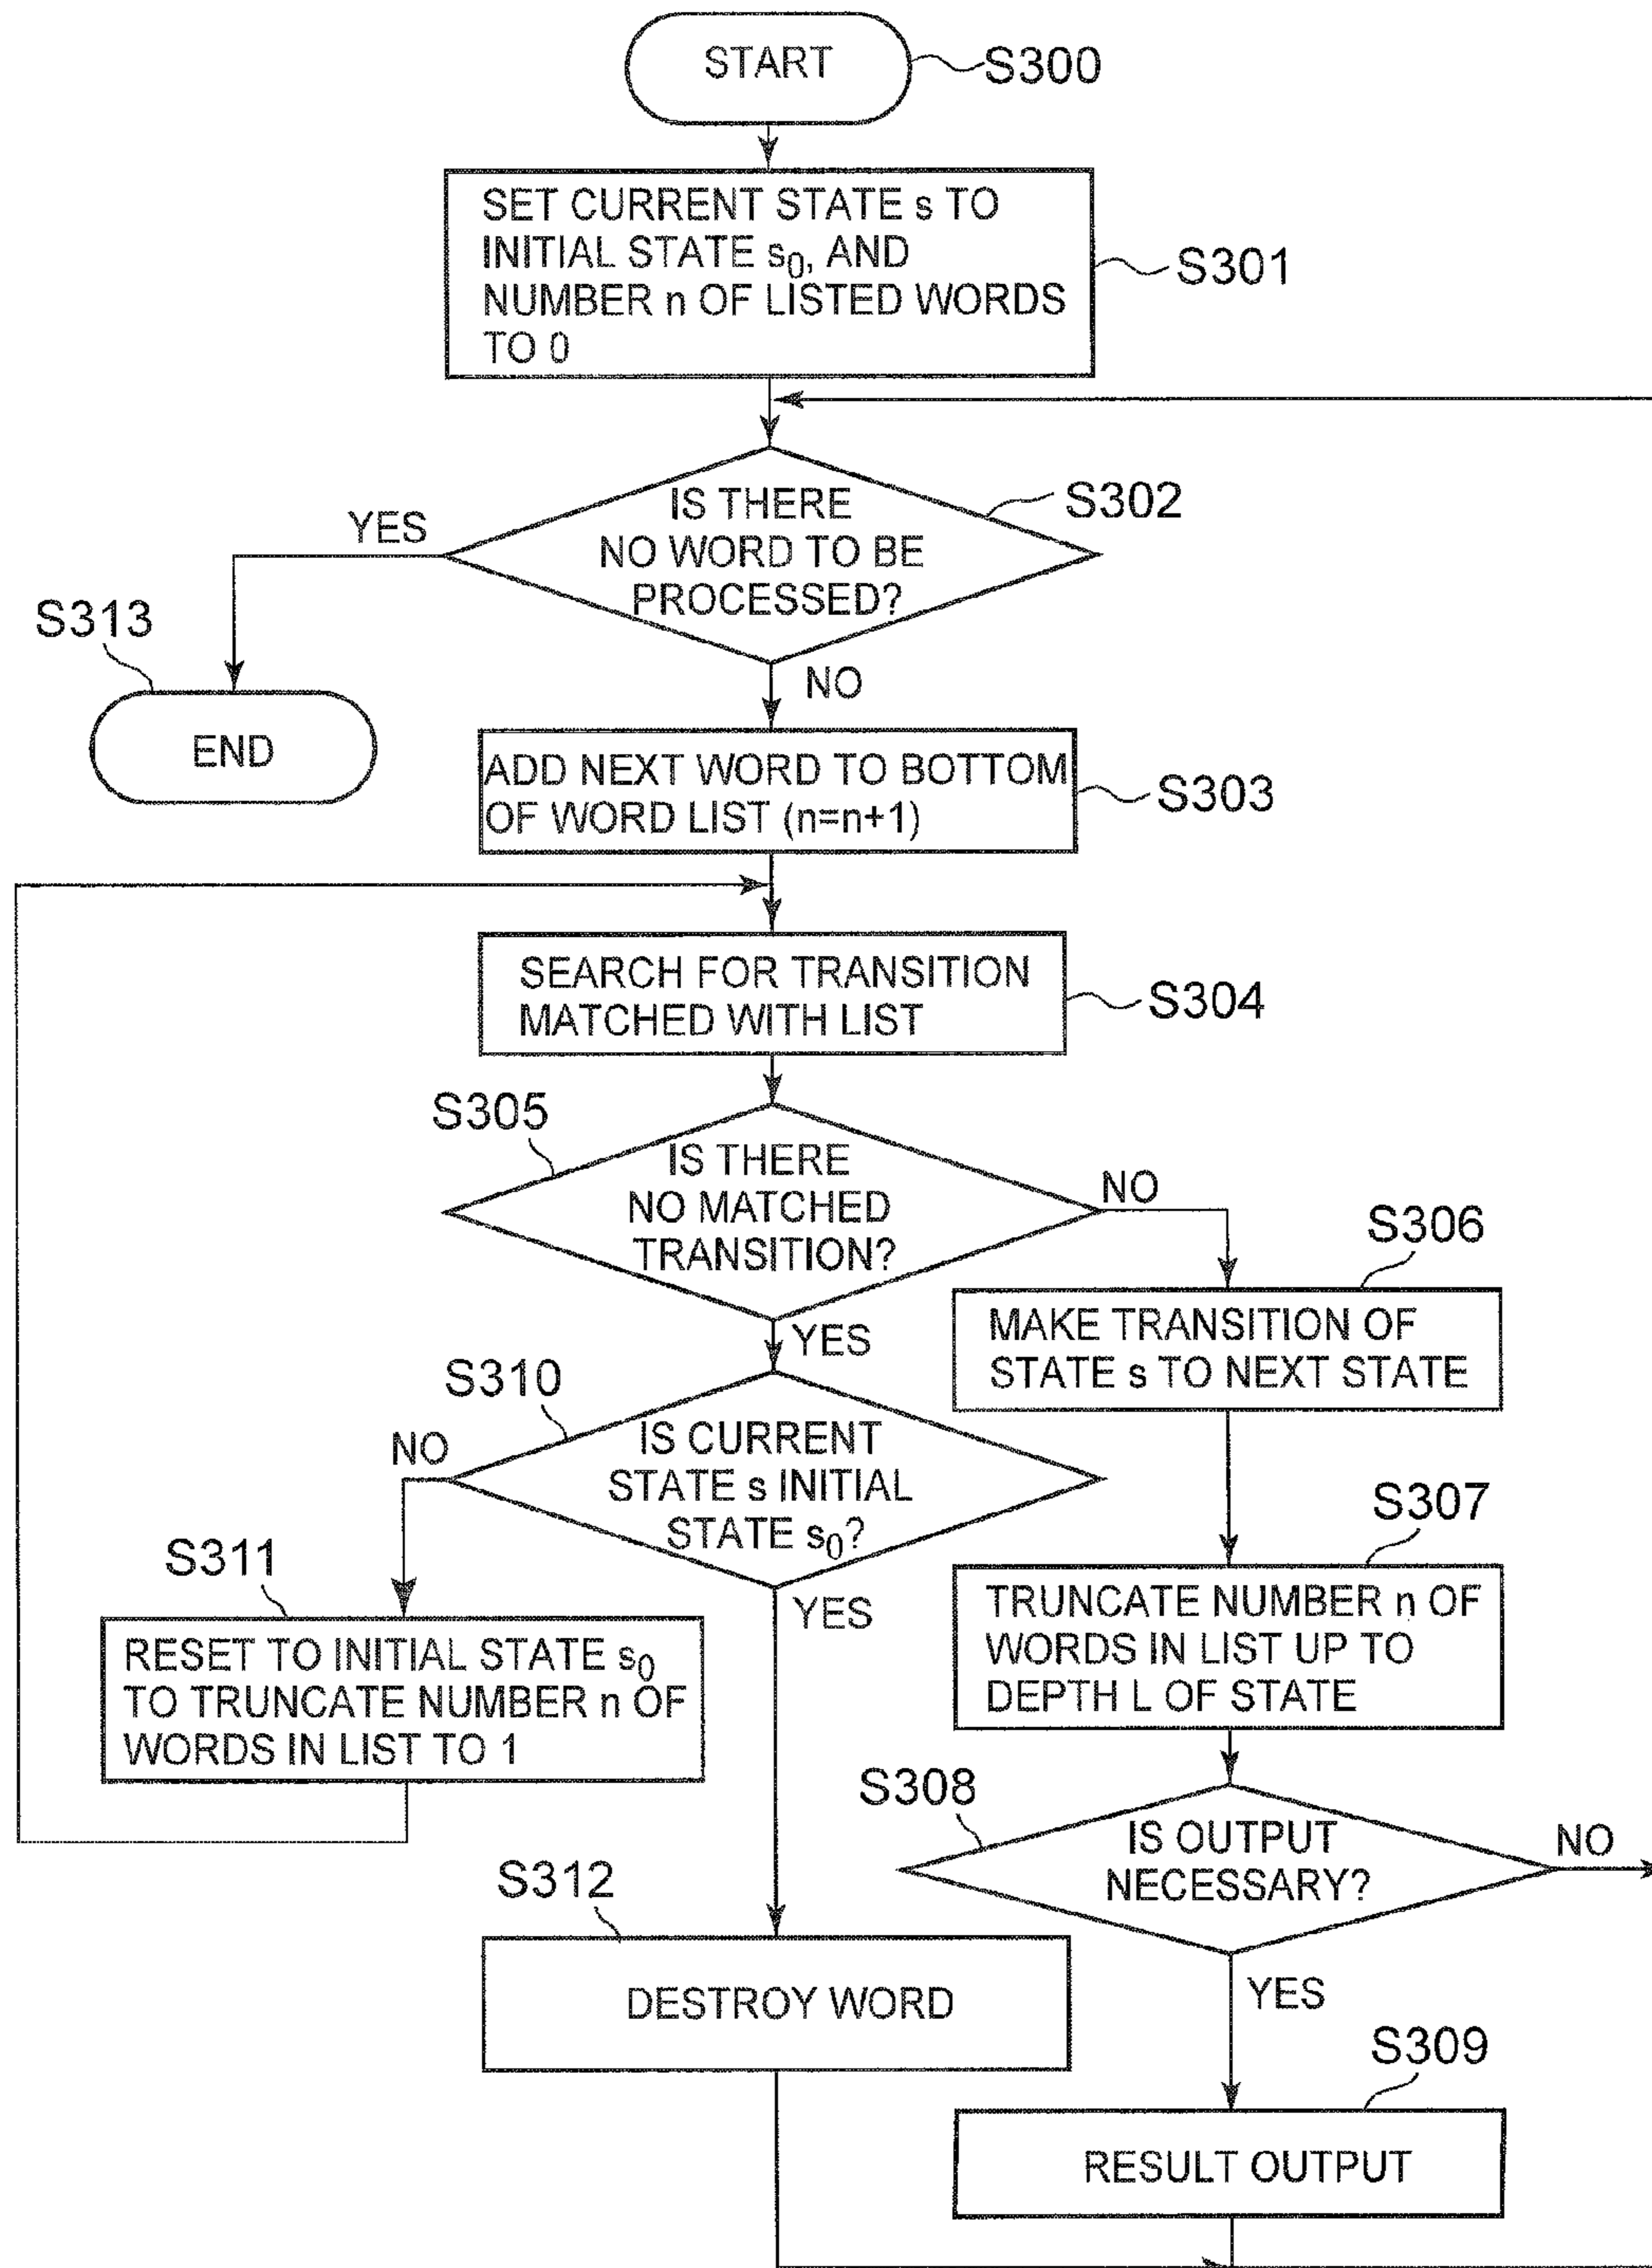 START
S300
SET CURRENT STATE s TO
INITIAL STATE s0, AND
NUMBER n OF LISTED WORDS
TO 0
S301
IS THERE
NO WORD TO BE
PROCESSED?
S302
YES
NO
S313
END
ADD NEXT WORD TO BOTTOM
OF WORD LIST (n=n+1)
S303
SEARCH FOR TRANSITION
MATCHED WITH LIST
S304
S305
IS THERE
NO MATCHED
TRANSITION?
NO
YES
S306
MAKE TRANSITION OF
STATE s TO NEXT STATE
S310
IS CURRENT
STATE s INITIAL
STATE s0?
NO
YES
S307
TRUNCATE NUMBER n OF
WORDS IN LIST UP TO
DEPTH L OF STATE
S311
RESET TO INITIAL STATE s0
TO TRUNCATE NUMBER n OF
WORDS IN LIST TO 1
S308
IS OUTPUT
NECESSARY?
NO
YES
S312
DESTROY WORD
S309
RESULT OUTPUT